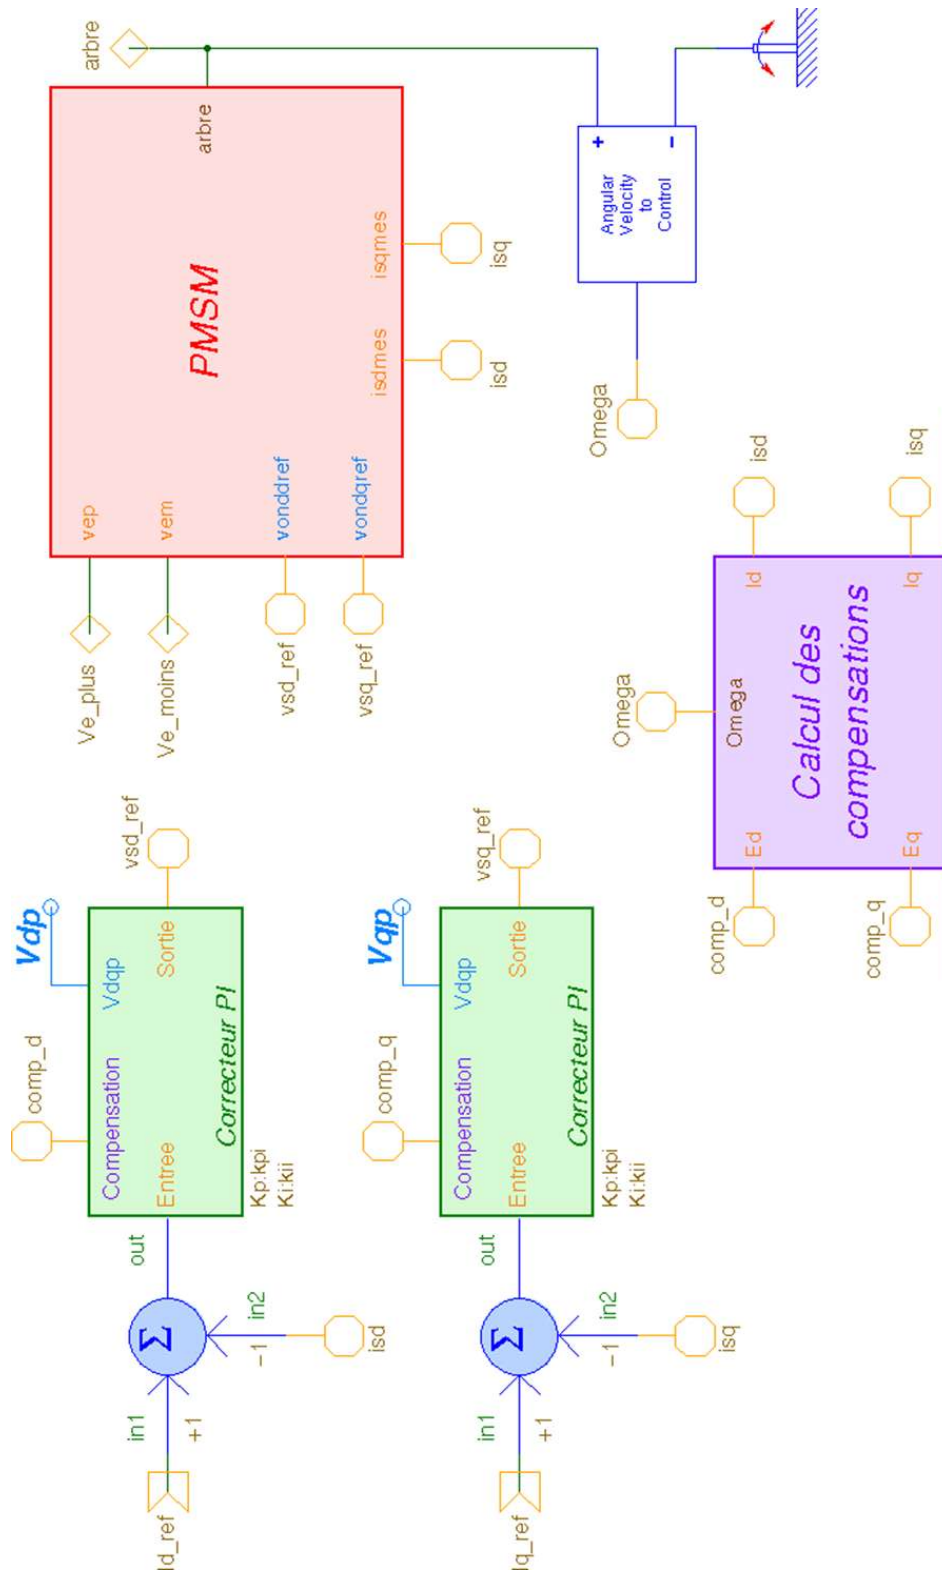 Id_ref
in1
+1
Σ
in2
-1
isd
out
comp_d
Vdp
Compensation
Vdqp
Entree
Sortie
Correcteur PI
Kp:kpi
Ki:kii
vsd_ref
Iq_ref
in1
+1
Σ
in2
-1
isq
out
comp_q
Vqp
Compensation
Vdqp
Entree
Sortie
Correcteur PI
Kp:kpi
Ki:kii
vsq_ref
Ve_plus
Ve_moins
vsd_ref
vsq_ref
vep
vem
vonddref
vondqref
PMSM
isdmes
isqmes
isd
isq
arbre
arbre
Angular
Velocity
to
Control
+
-
Omega
Omega
comp_d
comp_q
Ed
Eq
Omega
Calcul des
compensations
Id
Iq
isd
isq